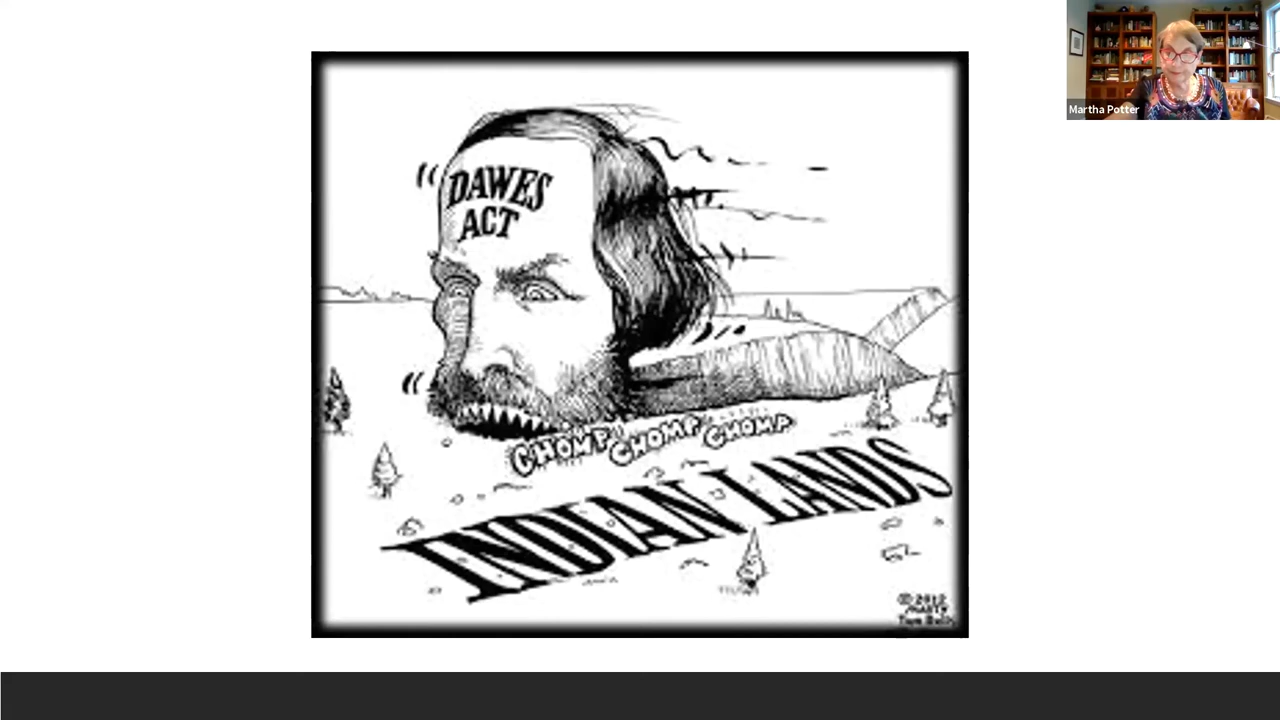 Martha Potter
DAWES
ACT
CHOMP CHOMP CHOMP
INDIAN LANDS
© 2012
MARTY
Two Bulls